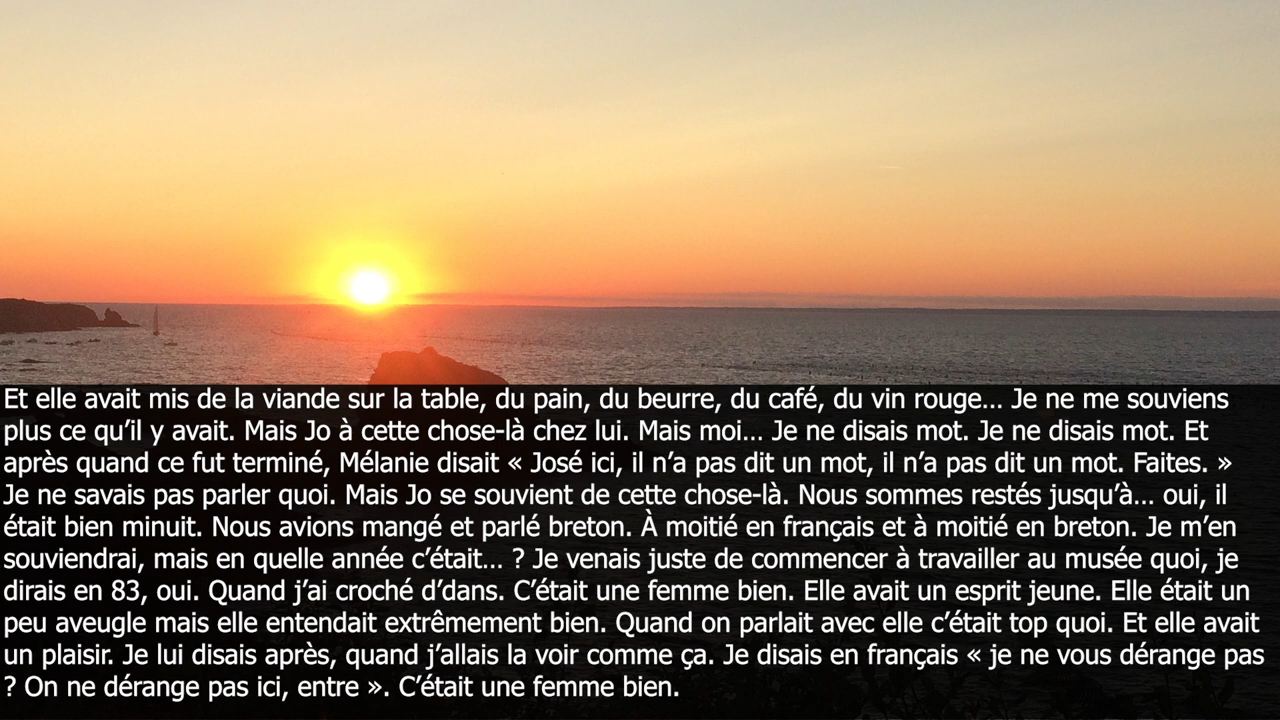 Et elle avait mis de la viande sur la table, du pain, du beurre, du café, du vin rouge… Je ne me souviens
plus ce qu’il y avait. Mais Jo à cette chose-là chez lui. Mais moi… Je ne disais mot. Je ne disais mot. Et
après quand ce fut terminé, Mélanie disait « José ici, il n’a pas dit un mot, il n’a pas dit un mot. Faites. »
Je ne savais pas parler quoi. Mais Jo se souvient de cette chose-là. Nous sommes restés jusqu’à… oui, il
était bien minuit. Nous avions mangé et parlé breton. À moitié en français et à moitié en breton. Je m’en
souviendrai, mais en quelle année c’était… ? Je venais juste de commencer à travailler au musée quoi, je
dirais en 83, oui. Quand j’ai croché d’dans. C’était une femme bien. Elle avait un esprit jeune. Elle était un
peu aveugle mais elle entendait extrêmement bien. Quand on parlait avec elle c’était top quoi. Et elle avait
un plaisir. Je lui disais après, quand j’allais la voir comme ça. Je disais en français « je ne vous dérange pas
? On ne dérange pas ici, entre ». C’était une femme bien.